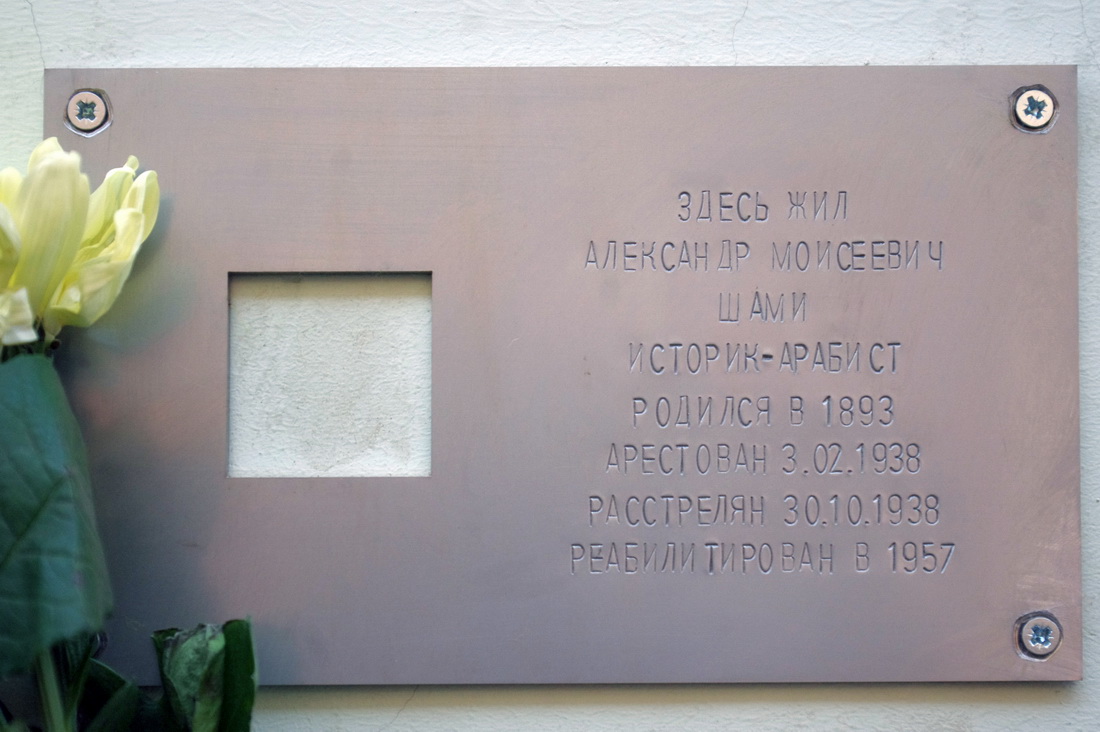 ЗДЕСЬ ЖИЛ
АЛЕКСАНДР МОИСЕЕВИЧ
ШАМИ
ИСТОРИК-АРАБИСТ
РОДИЛСЯ В 1893
АРЕСТОВАН 3.02.1938
РАССТРЕЛЯН 30.10.1938
РЕАБИЛИТИРОВАН В 1957